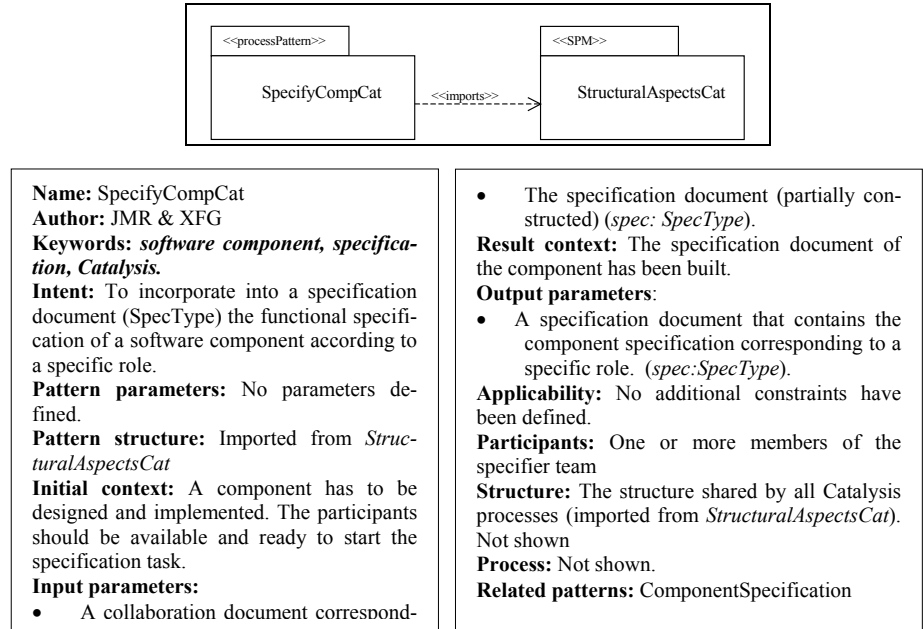 <<processPattern>>
<<SPM>>
SpecifyCompCat
<<imports>>
StructuralAspectsCat
Name: SpecifyCompCat
Author: JMR & XFG
Keywords: software component, specifica-
tion, Catalysis.
Intent: To incorporate into a specification
document (SpecType) the functional specifi-
cation of a software component according to
a specific role.
Pattern parameters: No parameters de-
fined.
Pattern structure: Imported from Struc-
turalAspectsCat
Initial context: A component has to be
designed and implemented. The participants
should be available and ready to start the
specification task.
Input parameters:
• A collaboration document correspond-
• The specification document (partially con-
structed) (spec: SpecType).
Result context: The specification document of
the component has been built.
Output parameters:
• A specification document that contains the
component specification corresponding to a
specific role. (spec:SpecType).
Applicability: No additional constraints have
been defined.
Participants: One or more members of the
specifier team
Structure: The structure shared by all Catalysis
processes (imported from StructuralAspectsCat).
Not shown
Process: Not shown.
Related patterns: ComponentSpecification